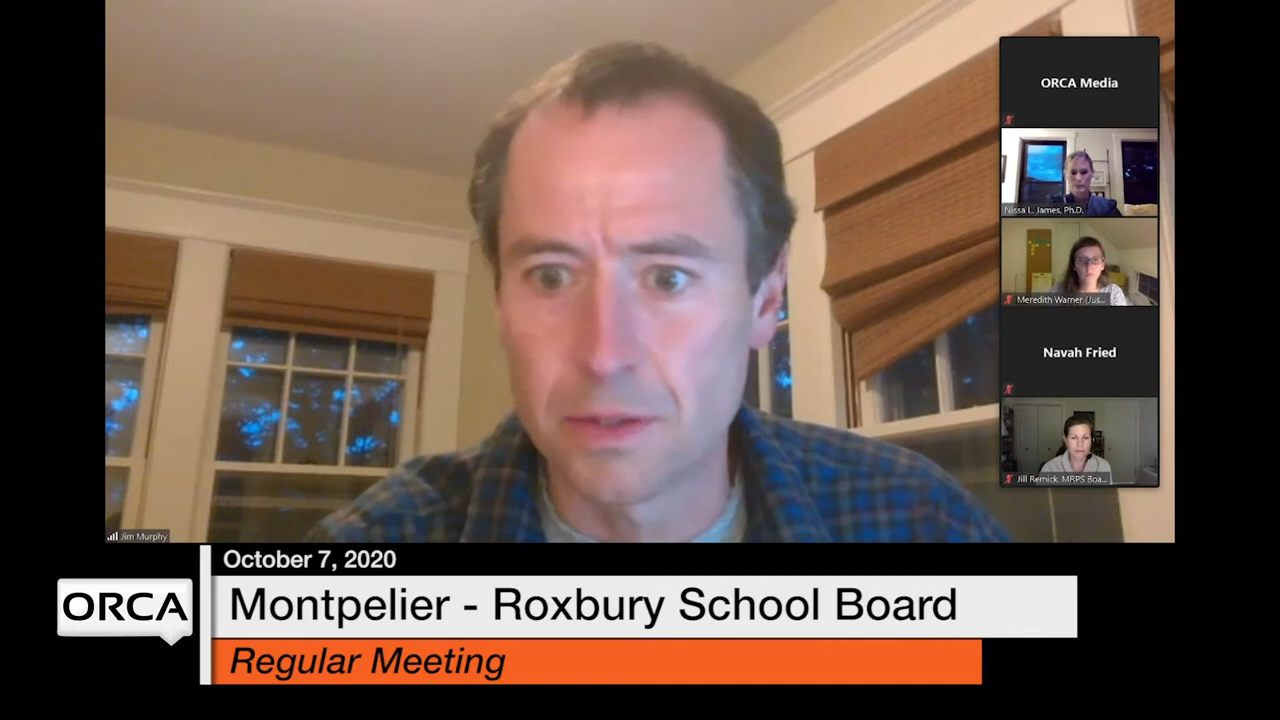 ORCA Media
Nissa L. James, Ph.D.
Meredith Warner (Jus...
Navah Fried
Jill Remick, MRPS Boa...
Jim Murphy
October 7, 2020
ORCA
Montpelier - Roxbury School Board
Regular Meeting